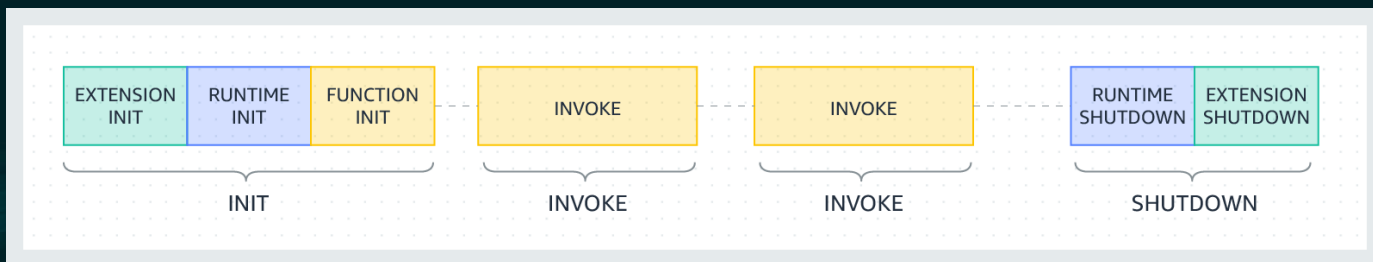 EXTENSION
INIT
RUNTIME
INIT
FUNCTION
INIT
INVOKE
INVOKE
RUNTIME
SHUTDOWN
EXTENSION
SHUTDOWN
INIT
INVOKE
INVOKE
SHUTDOWN